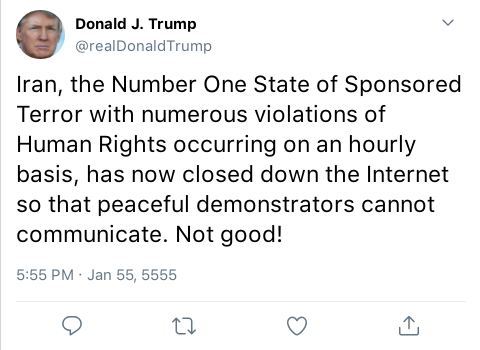 Donald J. Trump
@realDonaldTrump
Iran, the Number One State of Sponsored
Terror with numerous violations of
Human Rights occurring on an hourly
basis, has now closed down the Internet
so that peaceful demonstrators cannot
communicate. Not good!
5:55 PM · Jan 55, 5555